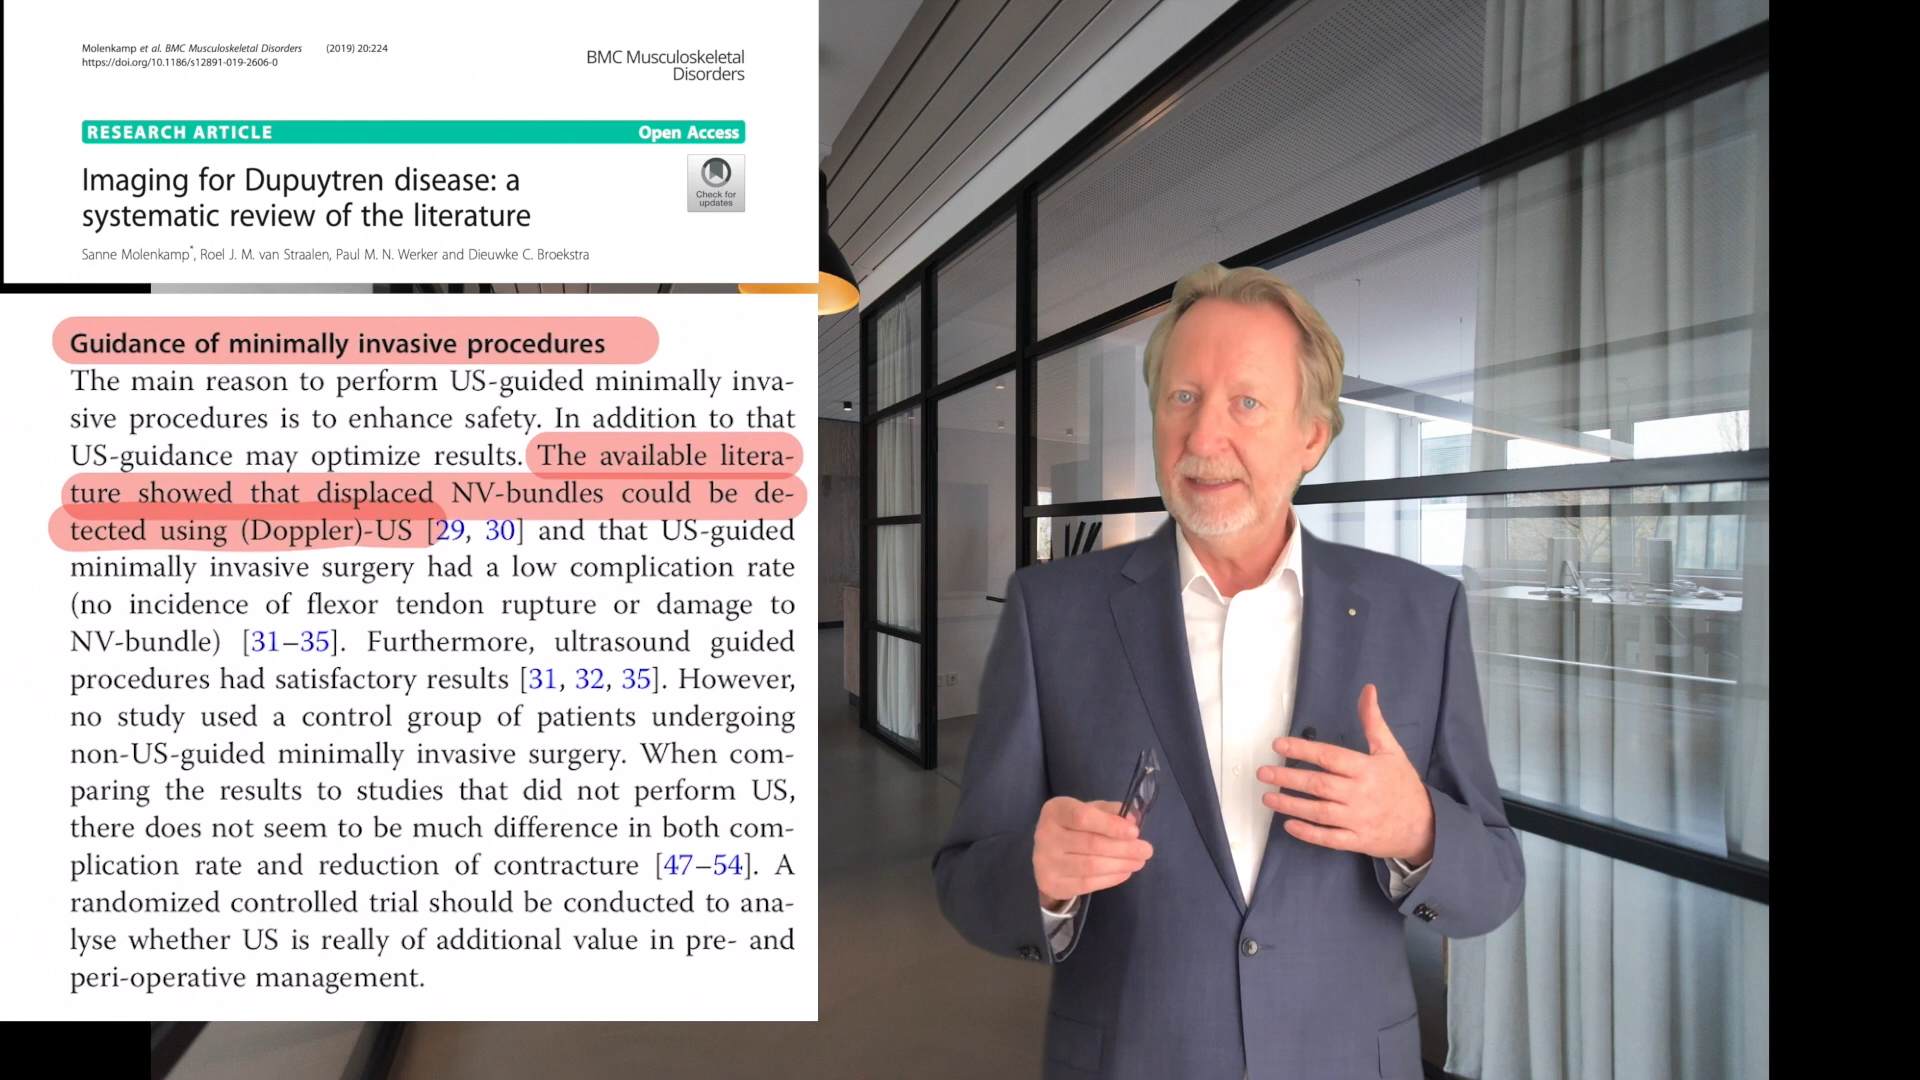 Molenkamp et al. BMC Musculoskeletal Disorders (2019) 20:224
https://doi.org/10.1186/s12891-019-2606-0
BMC Musculoskeletal
Disorders
RESEARCH ARTICLE Open Access
Imaging for Dupuytren disease: a
systematic review of the literature
Check for
updates
Sanne Molenkamp*, Roel J. M. van Straalen, Paul M. N. Werker and Dieuwke C. Broekstra
Guidance of minimally invasive procedures
The main reason to perform US-guided minimally inva-
sive procedures is to enhance safety. In addition to that
US-guidance may optimize results. The available litera-
ture showed that displaced NV-bundles could be de-
tected using (Doppler)-US [29, 30] and that US-guided
minimally invasive surgery had a low complication rate
(no incidence of flexor tendon rupture or damage to
NV-bundle) [31–35]. Furthermore, ultrasound guided
procedures had satisfactory results [31, 32, 35]. However,
no study used a control group of patients undergoing
non-US-guided minimally invasive surgery. When com-
paring the results to studies that did not perform US,
there does not seem to be much difference in both com-
plication rate and reduction of contracture [47–54]. A
randomized controlled trial should be conducted to ana-
lyse whether US is really of additional value in pre- and
peri-operative management.